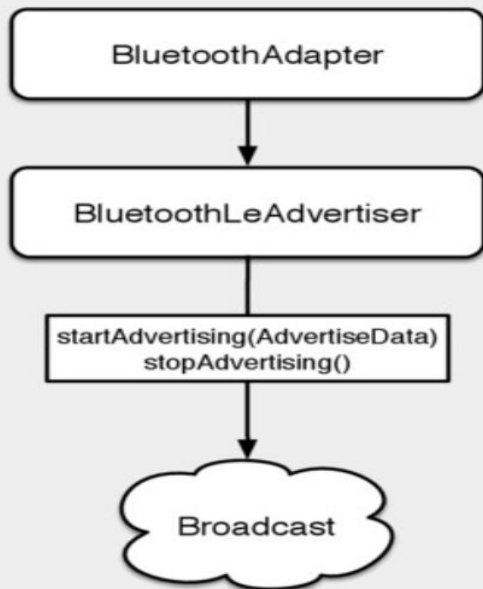 BluetoothAdapter
BluetoothLeAdvertiser
startAdvertising(AdvertiseData)
stopAdvertising()
Broadcast